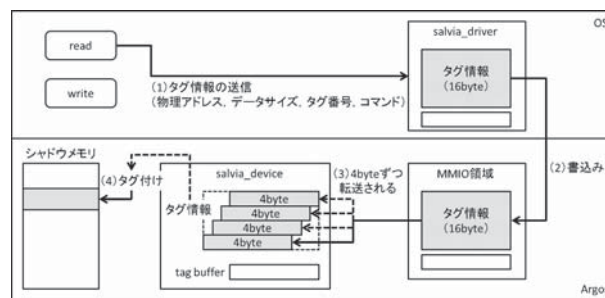 OS
read
salvia_driver
write
(1)タグ情報の送信
(物理アドレス, データサイズ, タグ番号, コマンド)
タグ情報
(16byte)
シャドウメモリ
salvia_device
(3)4byteずつ
転送される
MMIO領域
(2)書込み
(4)タグ付け
タグ情報
4byte
4byte
4byte
4byte
タグ情報
(16byte)
tag buffer
Argos